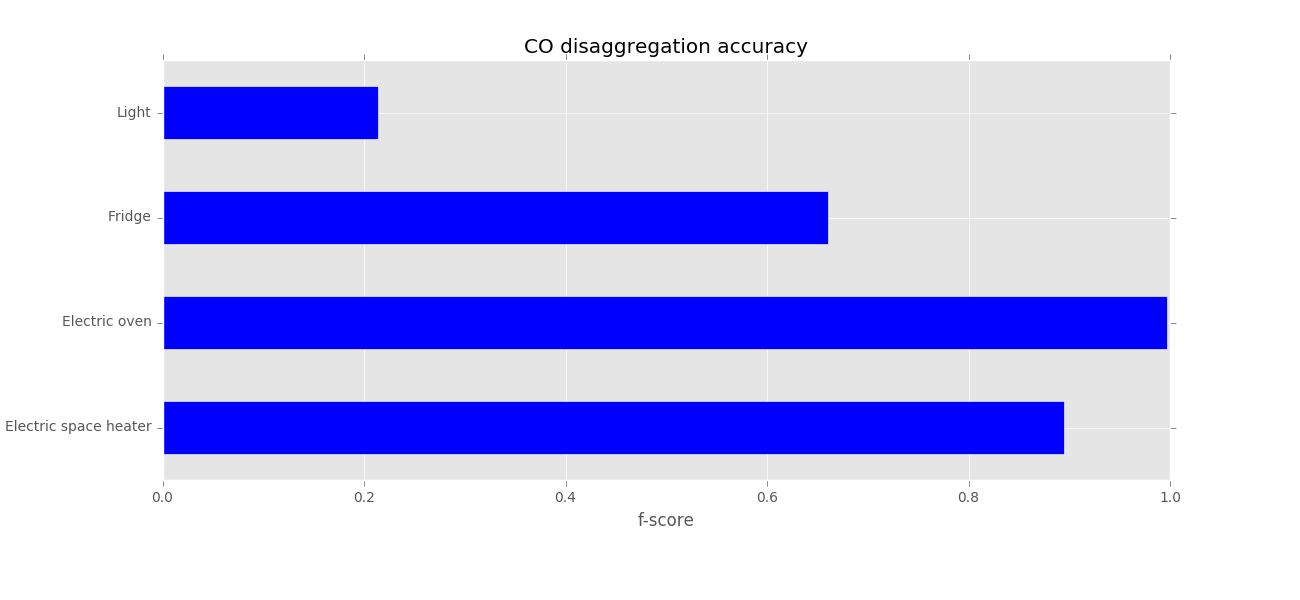 CO disaggregation accuracy
Light
Fridge
Electric oven
Electric space heater
0.0 0.2 0.4 0.6 0.8 1.0
f-score